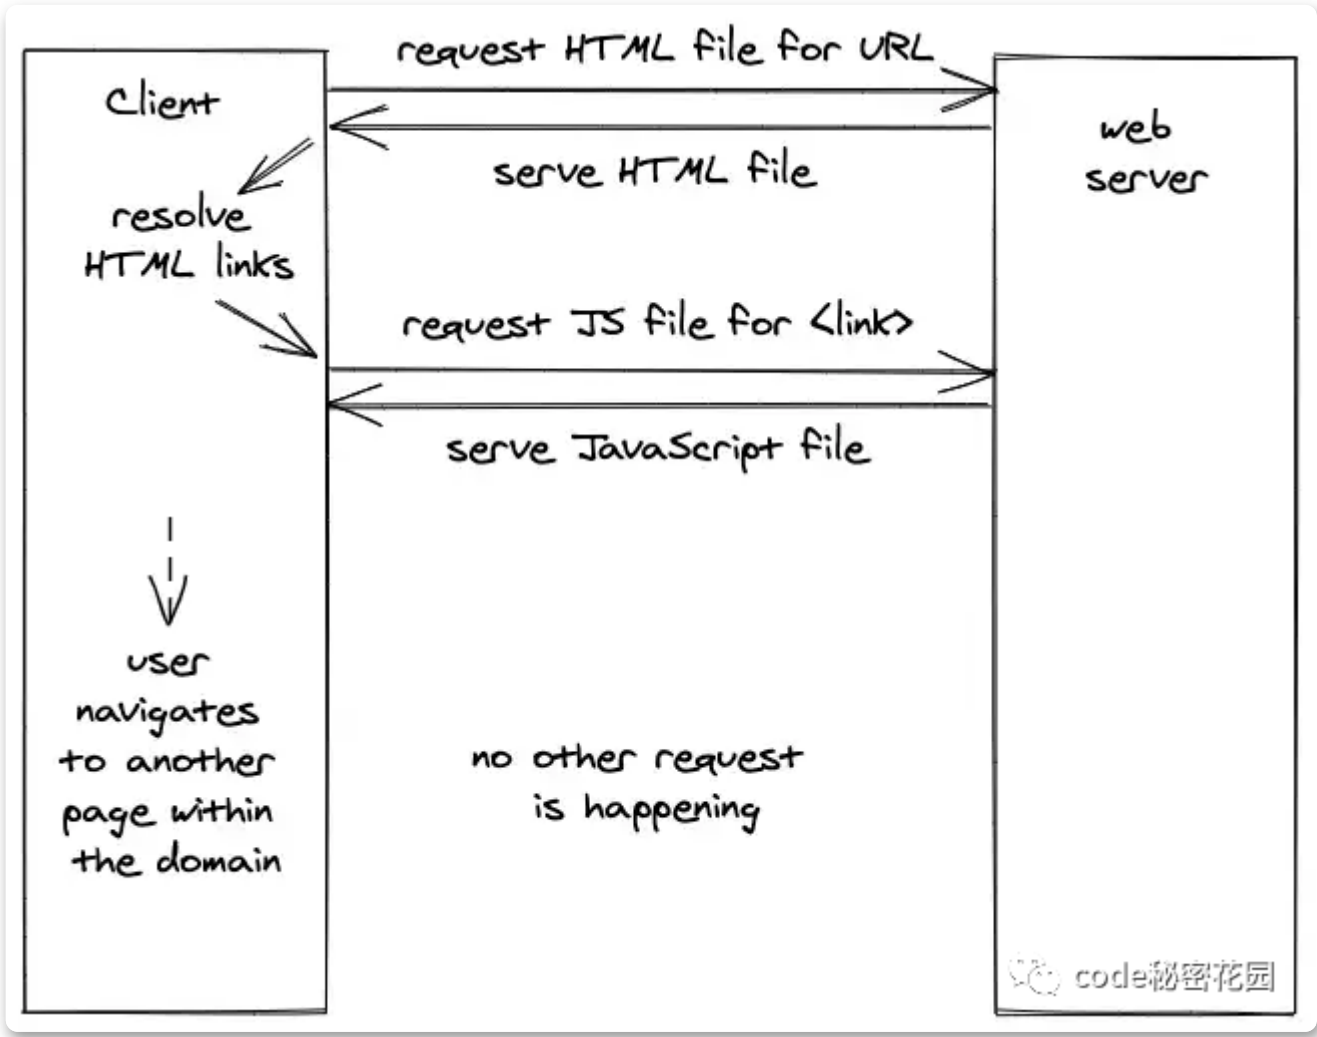 request HTML file for URL
Client
web
server
serve HTML file
resolve
HTML links
request JS file for <link>
serve JavaScript file
user
navigates
to another
page within
the domain
no other request
is happening
code秘密花园